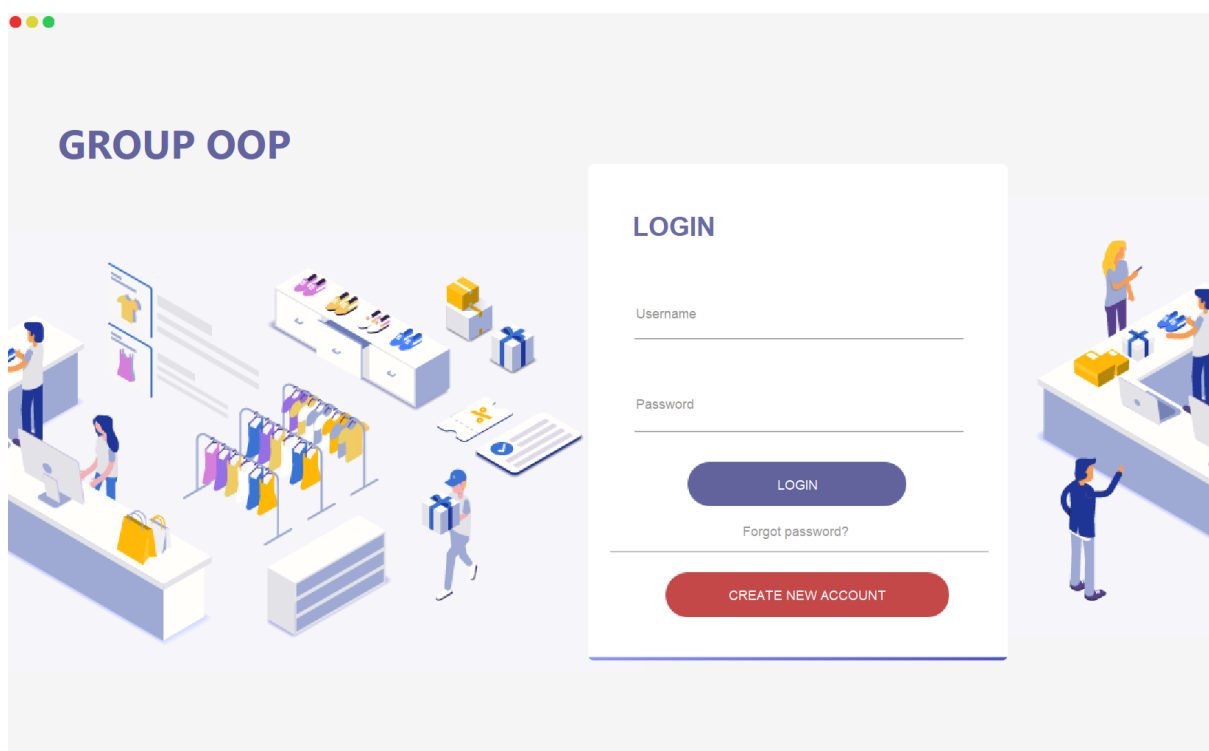 GROUP OOP
LOGIN
Username
Password
LOGIN
Forgot password?
CREATE NEW ACCOUNT